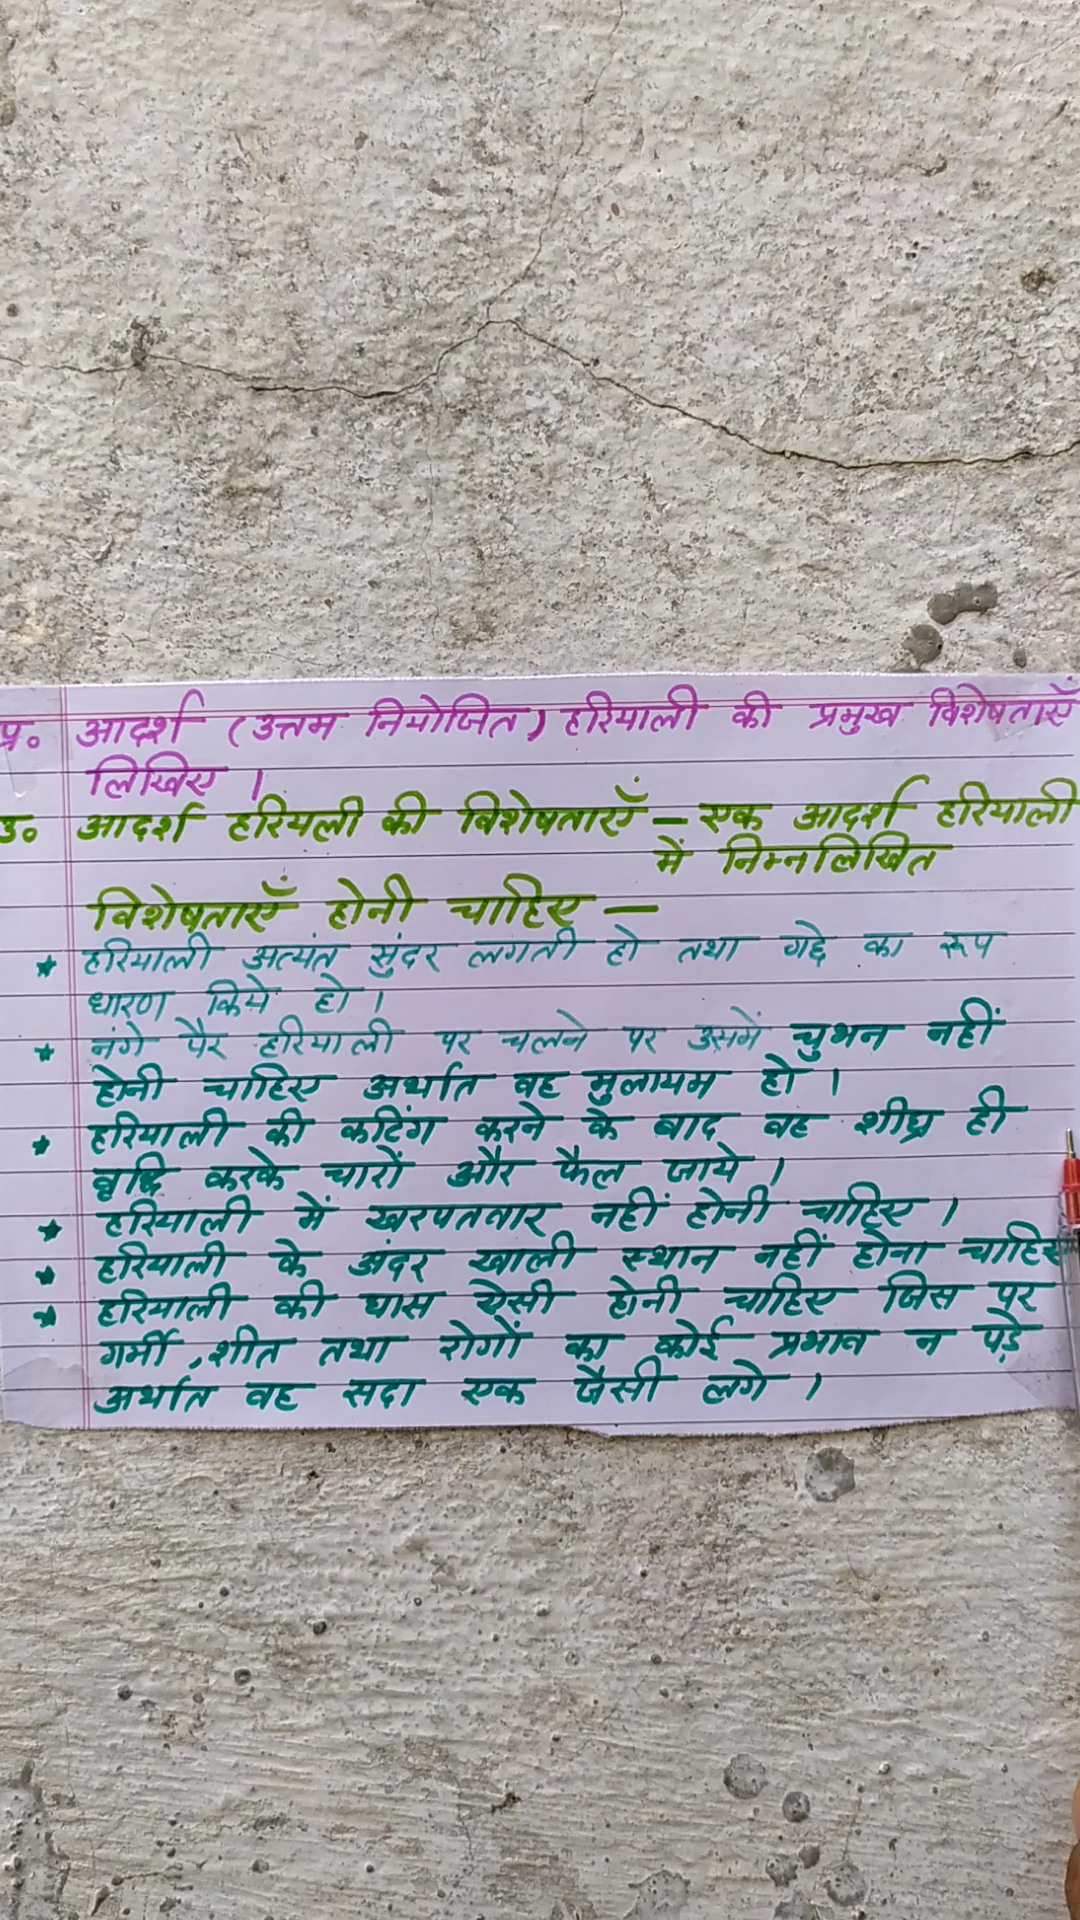 प्र० आदर्श (उत्तम नियोजित) हरियाली की प्रमुख विशेषताएँ
लिखिए ।
उ० आदर्श हरियली की विशेषताएँ – एक आदर्श हरियाली
में निम्नलिखित
विशेषताएँ होनी चाहिए –
★ हरियाली अत्यंत सुंदर लगती हो तथा गद्दे का रूप
धारण किये हो ।
★ नंगे पैर हरियाली पर चलने पर उसमें चुभन नहीं
होनी चाहिए अर्थात वह मुलायम हो ।
★ हरियाली की कटिंग करने के बाद वह शीघ्र ही
वृद्धि करके चारों और फैल जाये ।
★ हरियाली में खरपतवार नहीं होनी चाहिए ।
★ हरियाली के अंदर खाली स्थान नहीं होना चाहिए
★ हरियाली की घास ऐसी होनी चाहिए जिस पर
गर्मी , शीत तथा रोगों का कोई प्रभाव न पड़े
अर्थात वह सदा एक जैसी लगे ।